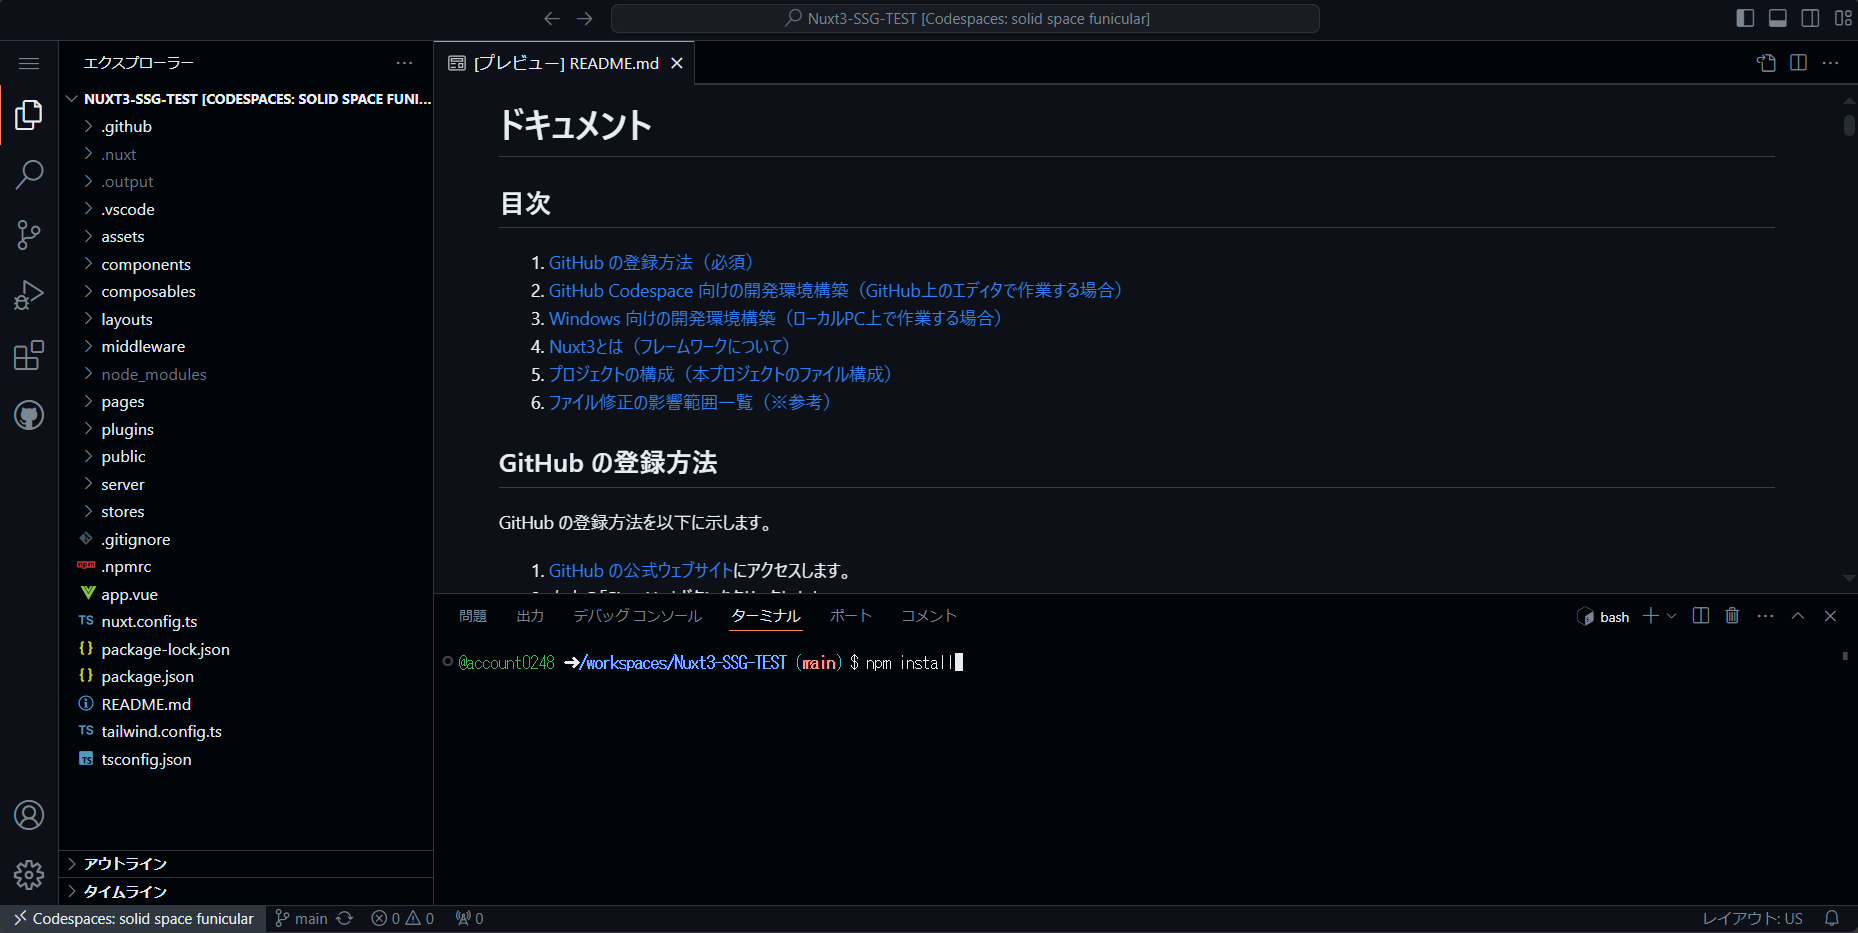 Nuxt3-SSG-TEST [Codespaces: solid space funicular]
エクスプローラー
NUXT3-SSG-TEST [CODESPACES: SOLID SPACE FUNI...
.github
.nuxt
.output
.vscode
assets
components
composables
layouts
middleware
node_modules
pages
plugins
public
server
stores
.gitignore
.npmrc
app.vue
TS nuxt.config.ts
{} package-lock.json
{} package.json
README.md
TS tailwind.config.ts
TS tsconfig.json
アウトライン
タイムライン
[プレビュー] README.md
ドキュメント
目次
1. GitHub の登録方法（必須）
2. GitHub Codespace 向けの開発環境構築（GitHub上のエディタで作業する場合）
3. Windows 向けの開発環境構築（ローカルPC上で作業する場合）
4. Nuxt3とは（フレームワークについて）
5. プロジェクトの構成（本プロジェクトのファイル構成）
6. ファイル修正の影響範囲一覧（※参考）
GitHub の登録方法
GitHub の登録方法を以下に示します。
1. GitHub の公式ウェブサイトにアクセスします。
問題 出力 デバッグ コンソール ターミナル ポート コメント
bash
@account0248 ➜/workspaces/Nuxt3-SSG-TEST (main) $ npm install
Codespaces: solid space funicular main 0 0 0
レイアウト: US